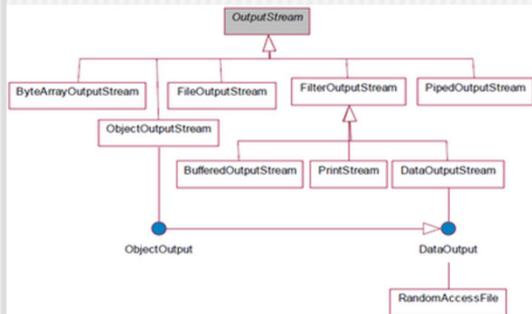 OutputStream
ByteArrayOutputStream
FileOutputStream
FilterOutputStream
PipedOutputStream
ObjectOutputStream
BufferedOutputStream
PrintStream
DataOutputStream
ObjectOutput
DataOutput
RandomAccessFile